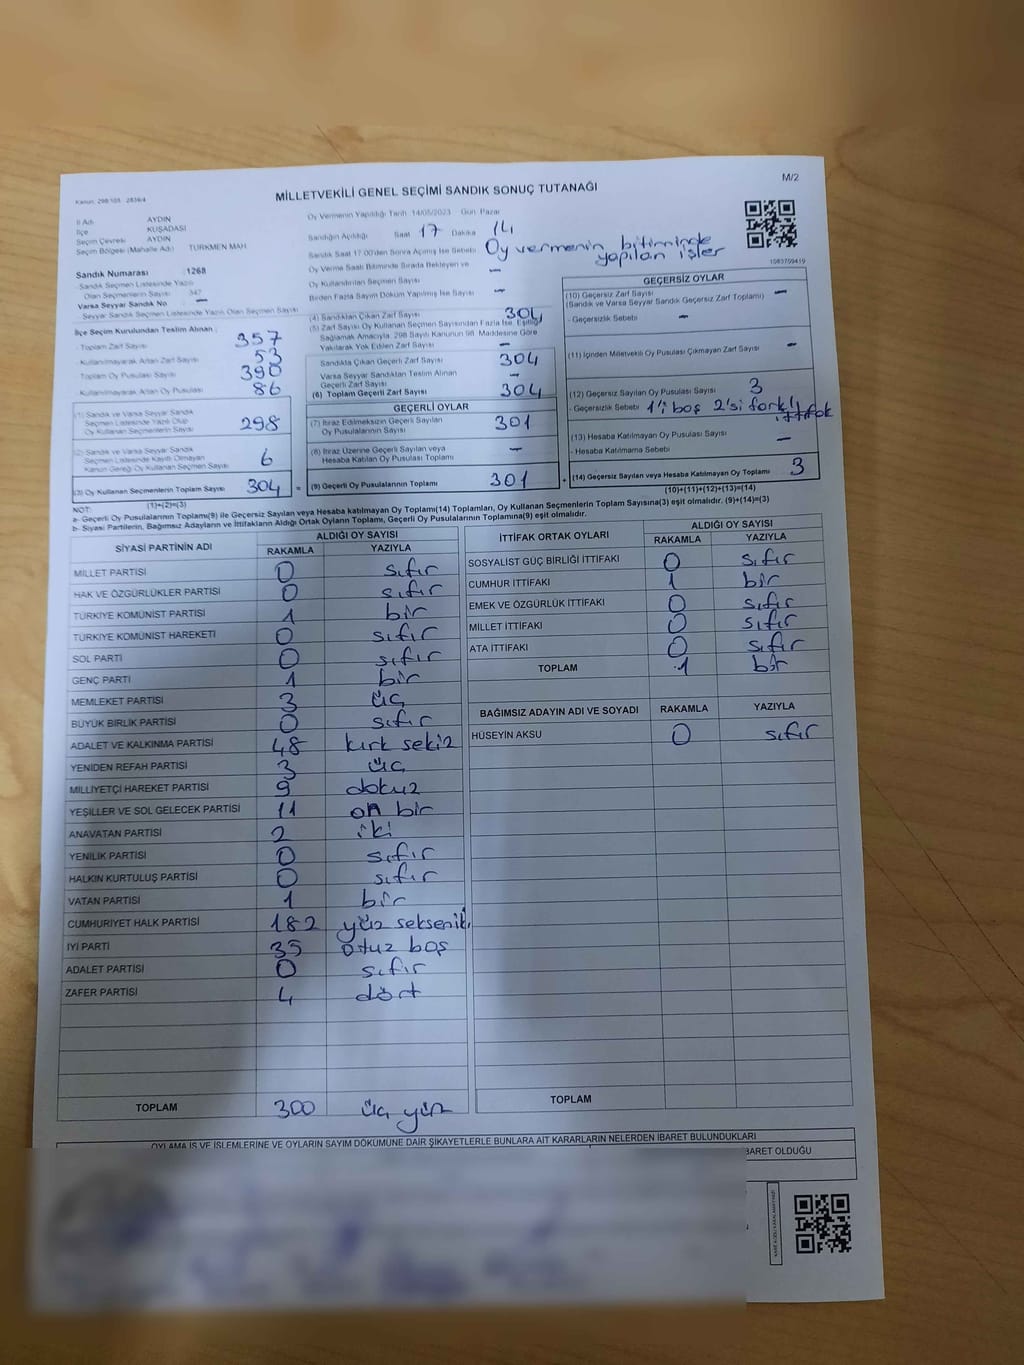 M/2
Kanun: 298/105 2839/4
MİLLETVEKİLİ GENEL SEÇİMİ SANDIK SONUÇ TUTANAĞI
İl Adı AYDIN
İlçe KUŞADASI
Seçim Çevresi AYDIN
Seçim Bölgesi (Mahalle Adı) TÜRKMEN MAH.
Sandık Numarası : 1268
- Sandık Seçmen Listesinde Yazılı
Olan Seçmenlerin Sayısı 347
Varsa Seyyar Sandık No –
- Seyyar Sandık Seçmen Listesinde Yazılı Olan Seçmen Sayısı
İlçe Seçim Kurulundan Teslim Alınan
- Toplam Zarf Sayısı 357
- Kullanılmayarak Artan Zarf Sayısı 53
Toplam Oy Pusulası Sayısı 390
- Kullanılmayarak Artan Oy Pusulası 86
(1) Sandık ve Varsa Seyyar Sandık
Seçmen Listesinde Yazılı Olup
Oy Kullanan Seçmenlerin Sayısı 298
(2) Sandık ve Varsa Seyyar Sandık
Seçmen Listesinde Kayıtlı Olmayan
Kanun Gereği Oy Kullanan Seçmen Sayısı 6
(3) Oy Kullanan Seçmenlerin Toplam Sayısı 304 =
(1)+(2)=(3)
Oy Vermenin Yapıldığı Tarih 14/05/2023 Gün Pazar
Sandığın Açıldığı Saat 17 Dakika 14
Sandık Saat 17.00'den Sonra Açılmış İse Sebebi Oy vermenin bitiminde yapılan işler
Oy Verme Saati Bitiminde Sırada Bekleyen ve
Oy Kullandırılan Seçmen Sayısı –
Birden Fazla Sayım Döküm Yapılmış İse Sayısı –
(4) Sandıktan Çıkan Zarf Sayısı 304
(5) Zarf Sayısı Oy Kullanan Seçmen Sayısından Fazla İse, Eşitliği
Sağlamak Amacıyla, 298 Sayılı Kanunun 98. Maddesine Göre
Yakılarak Yok Edilen Zarf Sayısı –
Sandıkta Çıkan Geçerli Zarf Sayısı 304
Varsa Seyyar Sandıktan Teslim Alınan
Geçerli Zarf Sayısı –
(6) Toplam Geçerli Zarf Sayısı 304
GEÇERLİ OYLAR
(7) İtiraz Edilmeksizin Geçerli Sayılan
Oy Pusulalarının Sayısı 301
(8) İtiraz Üzerine Geçerli Sayılan veya
Hesaba Katılan Oy Pusulası Toplamı –
(9) Geçerli Oy Pusulalarının Toplamı 301 +
1083709419
GEÇERSİZ OYLAR
(10) Geçersiz Zarf Sayısı –
(Sandık ve Varsa Seyyar Sandık Geçersiz Zarf Toplamı)
- Geçersizlik Sebebi –
(11) İçinden Milletvekili Oy Pusulası Çıkmayan Zarf Sayısı –
(12) Geçersiz Sayılan Oy Pusulası Sayısı 3
- Geçersizlik Sebebi 1'i boş 2'si farklı ittifak
(13) Hesaba Katılmayan Oy Pusulası Sayısı –
- Hesaba Katılmama Sebebi
(14) Geçersiz Sayılan veya Hesaba Katılmayan Oy Toplamı 3
(10)+(11)+(12)+(13)=(14)
NOT:
a- Geçerli Oy Pusulalarının Toplamı(9) ile Geçersiz Sayılan veya Hesaba katılmayan Oy Toplamı(14) Toplamları, Oy Kullanan Seçmenlerin Toplam Sayısına(3) eşit olmalıdır. (9)+(14)=(3)
b- Siyasi Partilerin, Bağımsız Adayların ve İttifakların Aldığı Ortak Oyların Toplamı, Geçerli Oy Pusulalarının Toplamına(9) eşit olmalıdır.
SİYASİ PARTİNİN ADI ALDIĞI OY SAYISI
RAKAMLA YAZIYLA
MİLLET PARTİSİ 0 sıfır
HAK VE ÖZGÜRLÜKLER PARTİSİ 0 sıfır
TÜRKİYE KOMÜNİST PARTİSİ 1 bir
TÜRKİYE KOMÜNİST HAREKETİ 0 sıfır
SOL PARTİ 0 sıfır
GENÇ PARTİ 1 bir
MEMLEKET PARTİSİ 3 üç
BÜYÜK BİRLİK PARTİSİ 0 sıfır
ADALET VE KALKINMA PARTİSİ 48 kırk sekiz
YENİDEN REFAH PARTİSİ 3 üç
MİLLİYETÇİ HAREKET PARTİSİ 9 dokuz
YEŞİLLER VE SOL GELECEK PARTİSİ 11 on bir
ANAVATAN PARTİSİ 2 iki
YENİLİK PARTİSİ 0 sıfır
HALKIN KURTULUŞ PARTİSİ 0 sıfır
VATAN PARTİSİ 1 bir
CUMHURİYET HALK PARTİSİ 182 yüz sekseniki
İYİ PARTİ 35 otuz beş
ADALET PARTİSİ 0 sıfır
ZAFER PARTİSİ 4 dört
TOPLAM 300 üç yüz
İTTİFAK ORTAK OYLARI ALDIĞI OY SAYISI
RAKAMLA YAZIYLA
SOSYALİST GÜÇ BİRLİĞİ İTTİFAKI 0 sıfır
CUMHUR İTTİFAKI 1 bir
EMEK VE ÖZGÜRLÜK İTTİFAKI 0 sıfır
MİLLET İTTİFAKI 0 sıfır
ATA İTTİFAKI 0 sıfır
TOPLAM 1 bir
BAĞIMSIZ ADAYIN ADI VE SOYADI RAKAMLA YAZIYLA
HÜSEYİN AKSU 0 sıfır
TOPLAM
OYLAMA İŞ VE İŞLEMLERİNE VE OYLARIN SAYIM DÖKÜMÜNE DAİR ŞİKAYETLERLE BUNLARA AİT KARARLARIN NELERDEN İBARET BULUNDUKLARI
BARET OLDUĞU